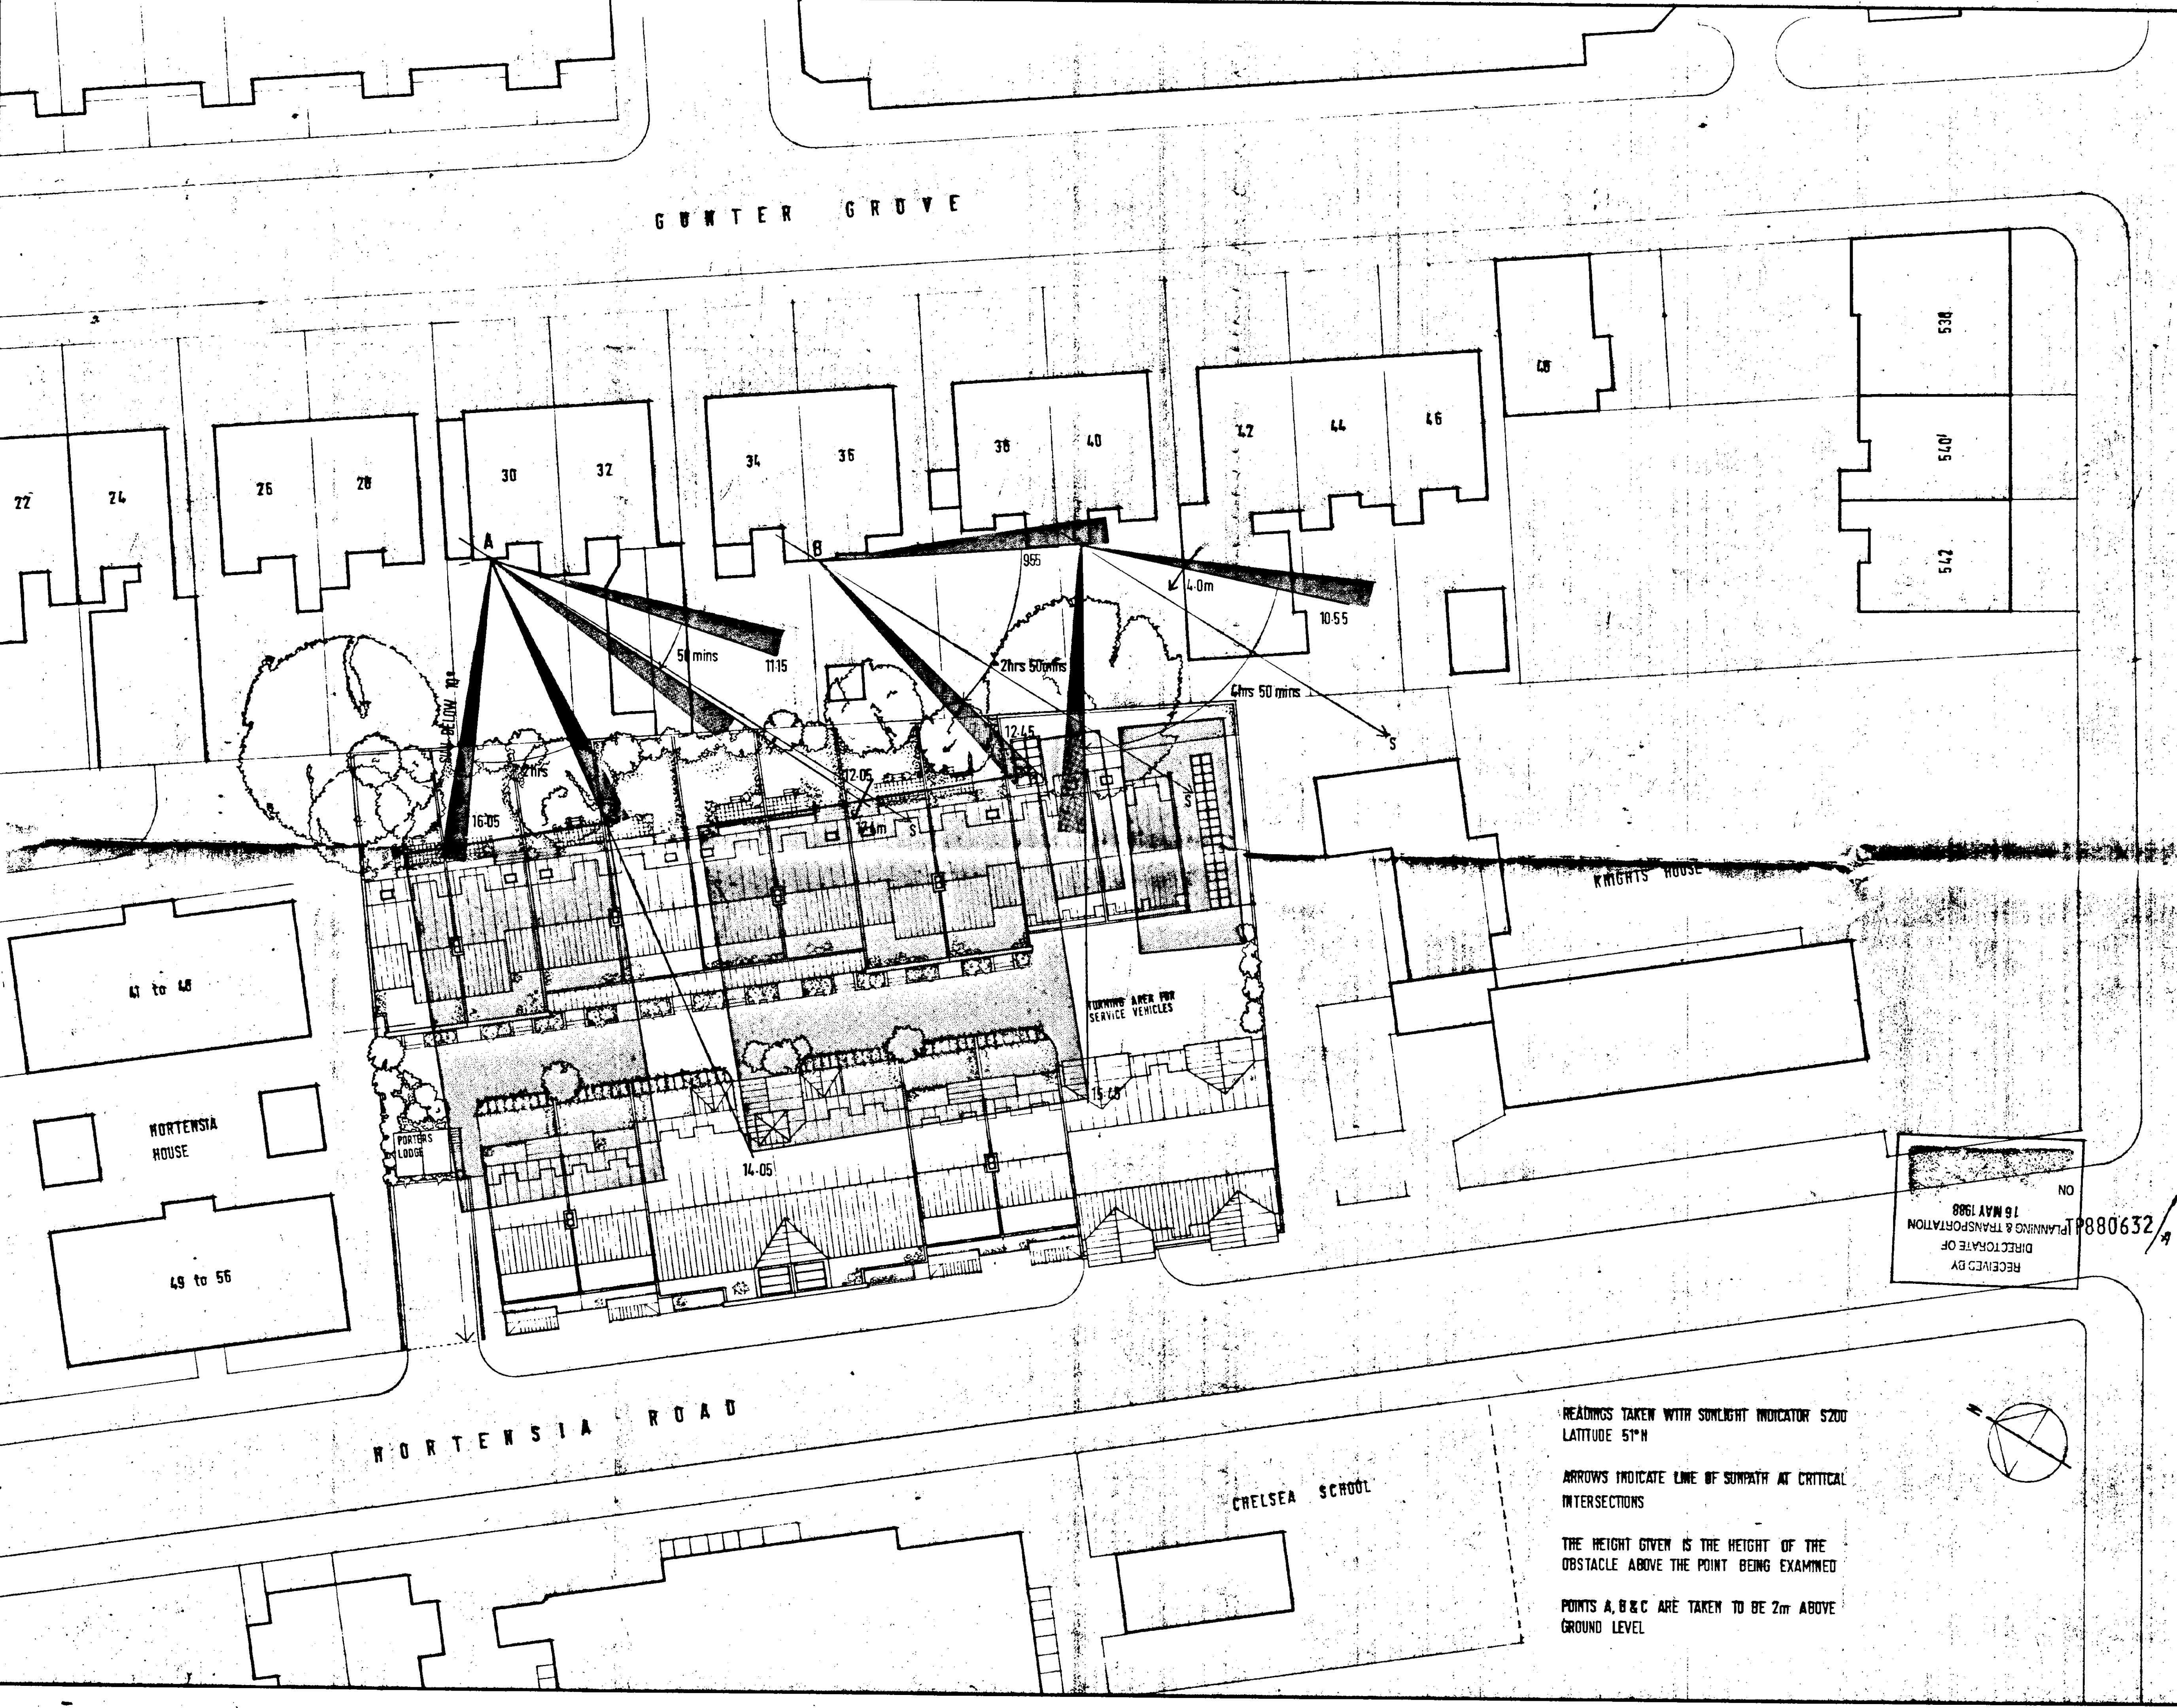 GUNTER GROVE
538
540
542
48
46
44
42
40
38
36
34
32
30
28
26
24
22
A
B
9.55
4.0m
10.55
50 mins
11.15
2hrs 50mins
4hrs 50 mins
SUN BELOW 10°
S
12.45
12.05
2hrs
S
16.05
S
KNIGHTS HOUSE
41 to 48
TURNING AREA FOR
SERVICE VEHICLES
15.45
HORTENSIA
HOUSE
PORTERS
LODGE
14.05
49 to 56
NO
16 MAY 1988
PLANNING & TRANSPORTATION
DIRECTORATE OF
RECEIVED BY
TP880632/A
HORTENSIA ROAD
CHELSEA SCHOOL
N
READINGS TAKEN WITH SUNLIGHT INDICATOR S200
LATITUDE 51°N
ARROWS INDICATE LINE OF SUNPATH AT CRITICAL
INTERSECTIONS
THE HEIGHT GIVEN IS THE HEIGHT OF THE
OBSTACLE ABOVE THE POINT BEING EXAMINED
POINTS A, B & C ARE TAKEN TO BE 2m ABOVE
GROUND LEVEL